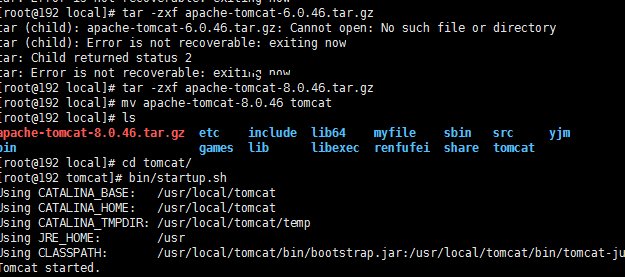 tar: Error is not recoverable: exiting now
[root@192 local]# tar -zxf apache-tomcat-6.0.46.tar.gz
tar (child): apache-tomcat-6.0.46.tar.gz: Cannot open: No such file or directory
tar (child): Error is not recoverable: exiting now
tar: Child returned status 2
tar: Error is not recoverable: exiting now
[root@192 local]# tar -zxf apache-tomcat-8.0.46.tar.gz
[root@192 local]# mv apache-tomcat-8.0.46 tomcat
[root@192 local]# ls
apache-tomcat-8.0.46.tar.gz etc include lib64 myfile sbin src yjm
bin games lib libexec renfufei share tomcat
[root@192 local]# cd tomcat/
[root@192 tomcat]# bin/startup.sh
Using CATALINA_BASE: /usr/local/tomcat
Using CATALINA_HOME: /usr/local/tomcat
Using CATALINA_TMPDIR: /usr/local/tomcat/temp
Using JRE_HOME: /usr
Using CLASSPATH: /usr/local/tomcat/bin/bootstrap.jar:/usr/local/tomcat/bin/tomcat-ju
Tomcat started.